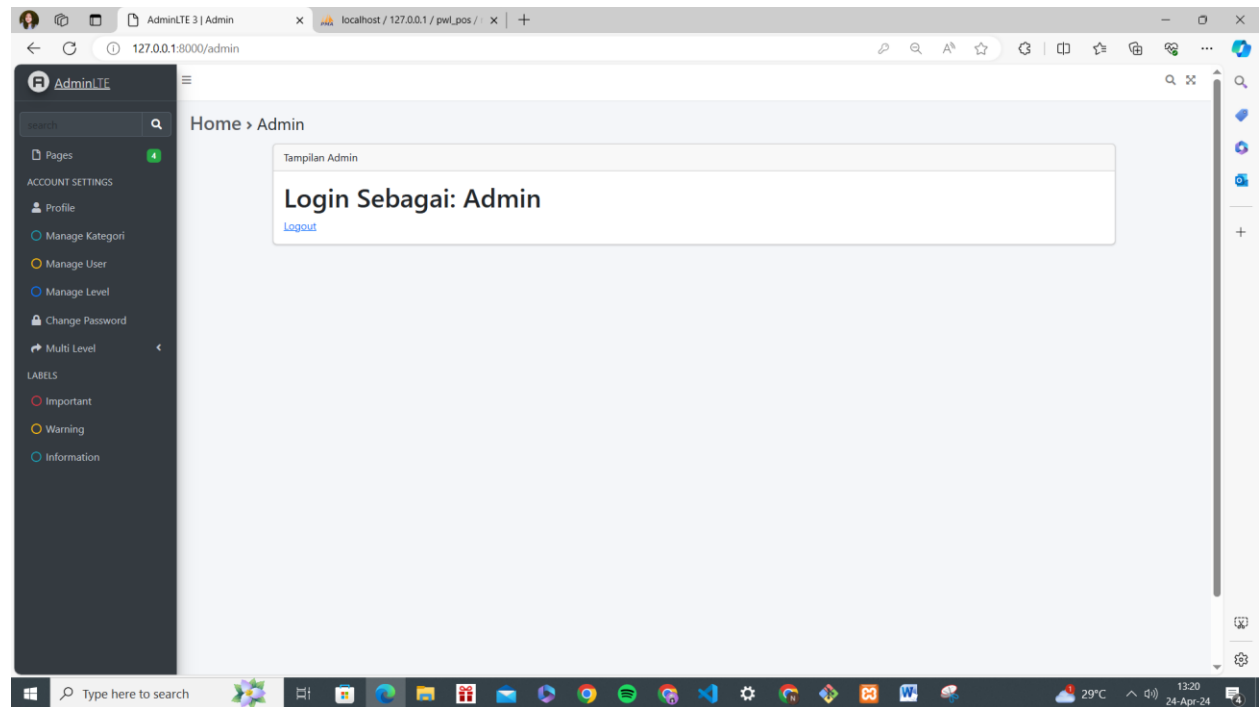 AdminLTE 3 | Admin
localhost / 127.0.0.1 / pwl_pos /
127.0.0.1:8000/admin
AdminLTE
search
Home › Admin
Pages
4
Tampilan Admin
ACCOUNT SETTINGS
Login Sebagai: Admin
Profile
Logout
Manage Kategori
Manage User
Manage Level
Change Password
Multi Level
LABELS
Important
Warning
Information
Type here to search
29°C
13:20
24-Apr-24
4